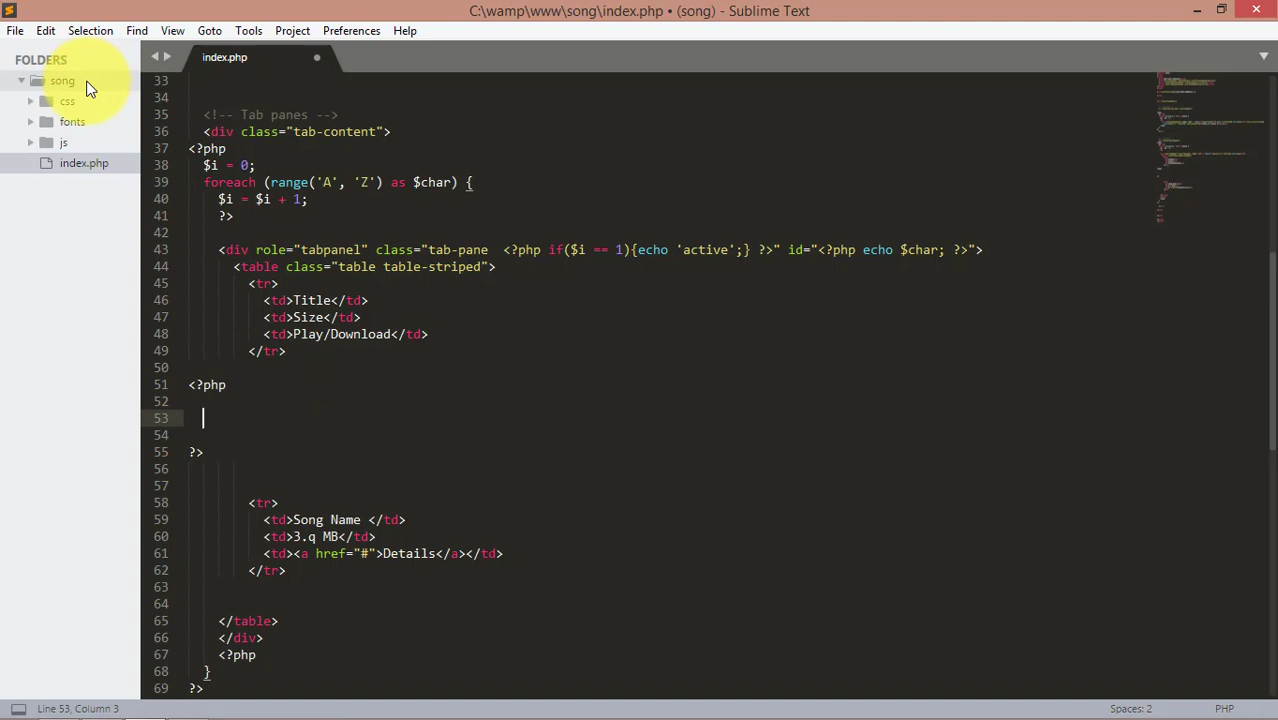 C:\wamp\www\song\index.php • (song) - Sublime Text
File Edit Selection Find View Goto Tools Project Preferences Help
FOLDERS
song
css
fonts
js
index.php
index.php
33
34
35 <!-- Tab panes -->
36 <div class="tab-content">
37 <?php
38 $i = 0;
39 foreach (range('A', 'Z') as $char) {
40 $i = $i + 1;
41 ?>
42
43 <div role="tabpanel" class="tab-pane  <?php if($i == 1){echo 'active';} ?>" id="<?php echo $char; ?>">
44 <table class="table table-striped">
45 <tr>
46 <td>Title</td>
47 <td>Size</td>
48 <td>Play/Download</td>
49 </tr>
50
51 <?php
52
53
54
55 ?>
56
57
58 <tr>
59 <td>Song Name </td>
60 <td>3.q MB</td>
61 <td><a href="#">Details</a></td>
62 </tr>
63
64
65 </table>
66 </div>
67 <?php
68 }
69 ?>
Line 53, Column 3
Spaces: 2
PHP